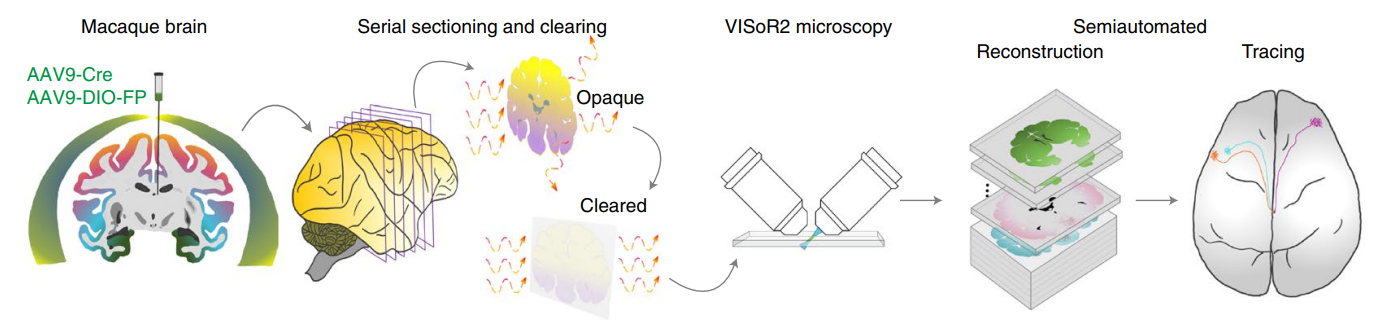 Macaque brain
AAV9-Cre
AAV9-DIO-FP
Serial sectioning and clearing
Opaque
Cleared
VISoR2 microscopy
Semiautomated
Reconstruction
Tracing